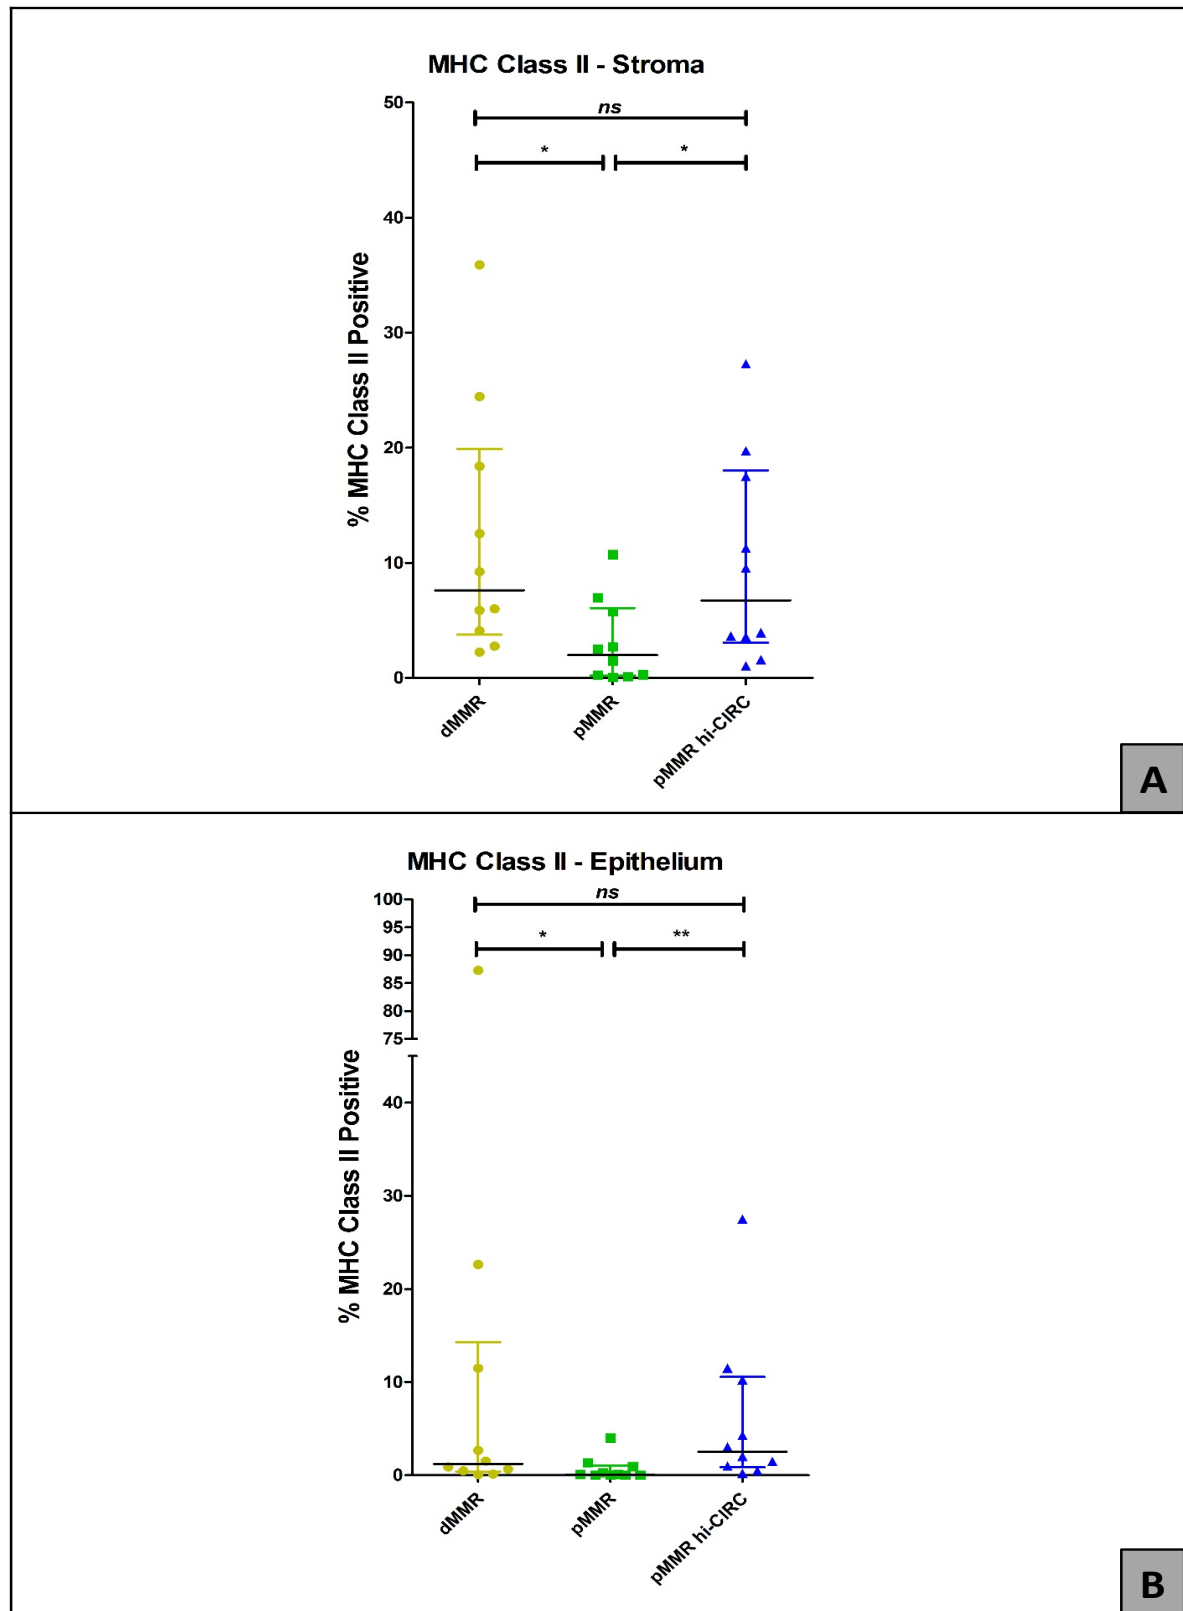 MHC Class II - Stroma
50
ns
*
*
40
30
20
10
0
% MHC Class II Positive
dMMR
pMMR
pMMR hi-CIRC
A
MHC Class II - Epithelium
100
ns
95
*
**
90
85
80
75
40
30
20
10
0
% MHC Class II Positive
dMMR
pMMR
pMMR hi-CIRC
B